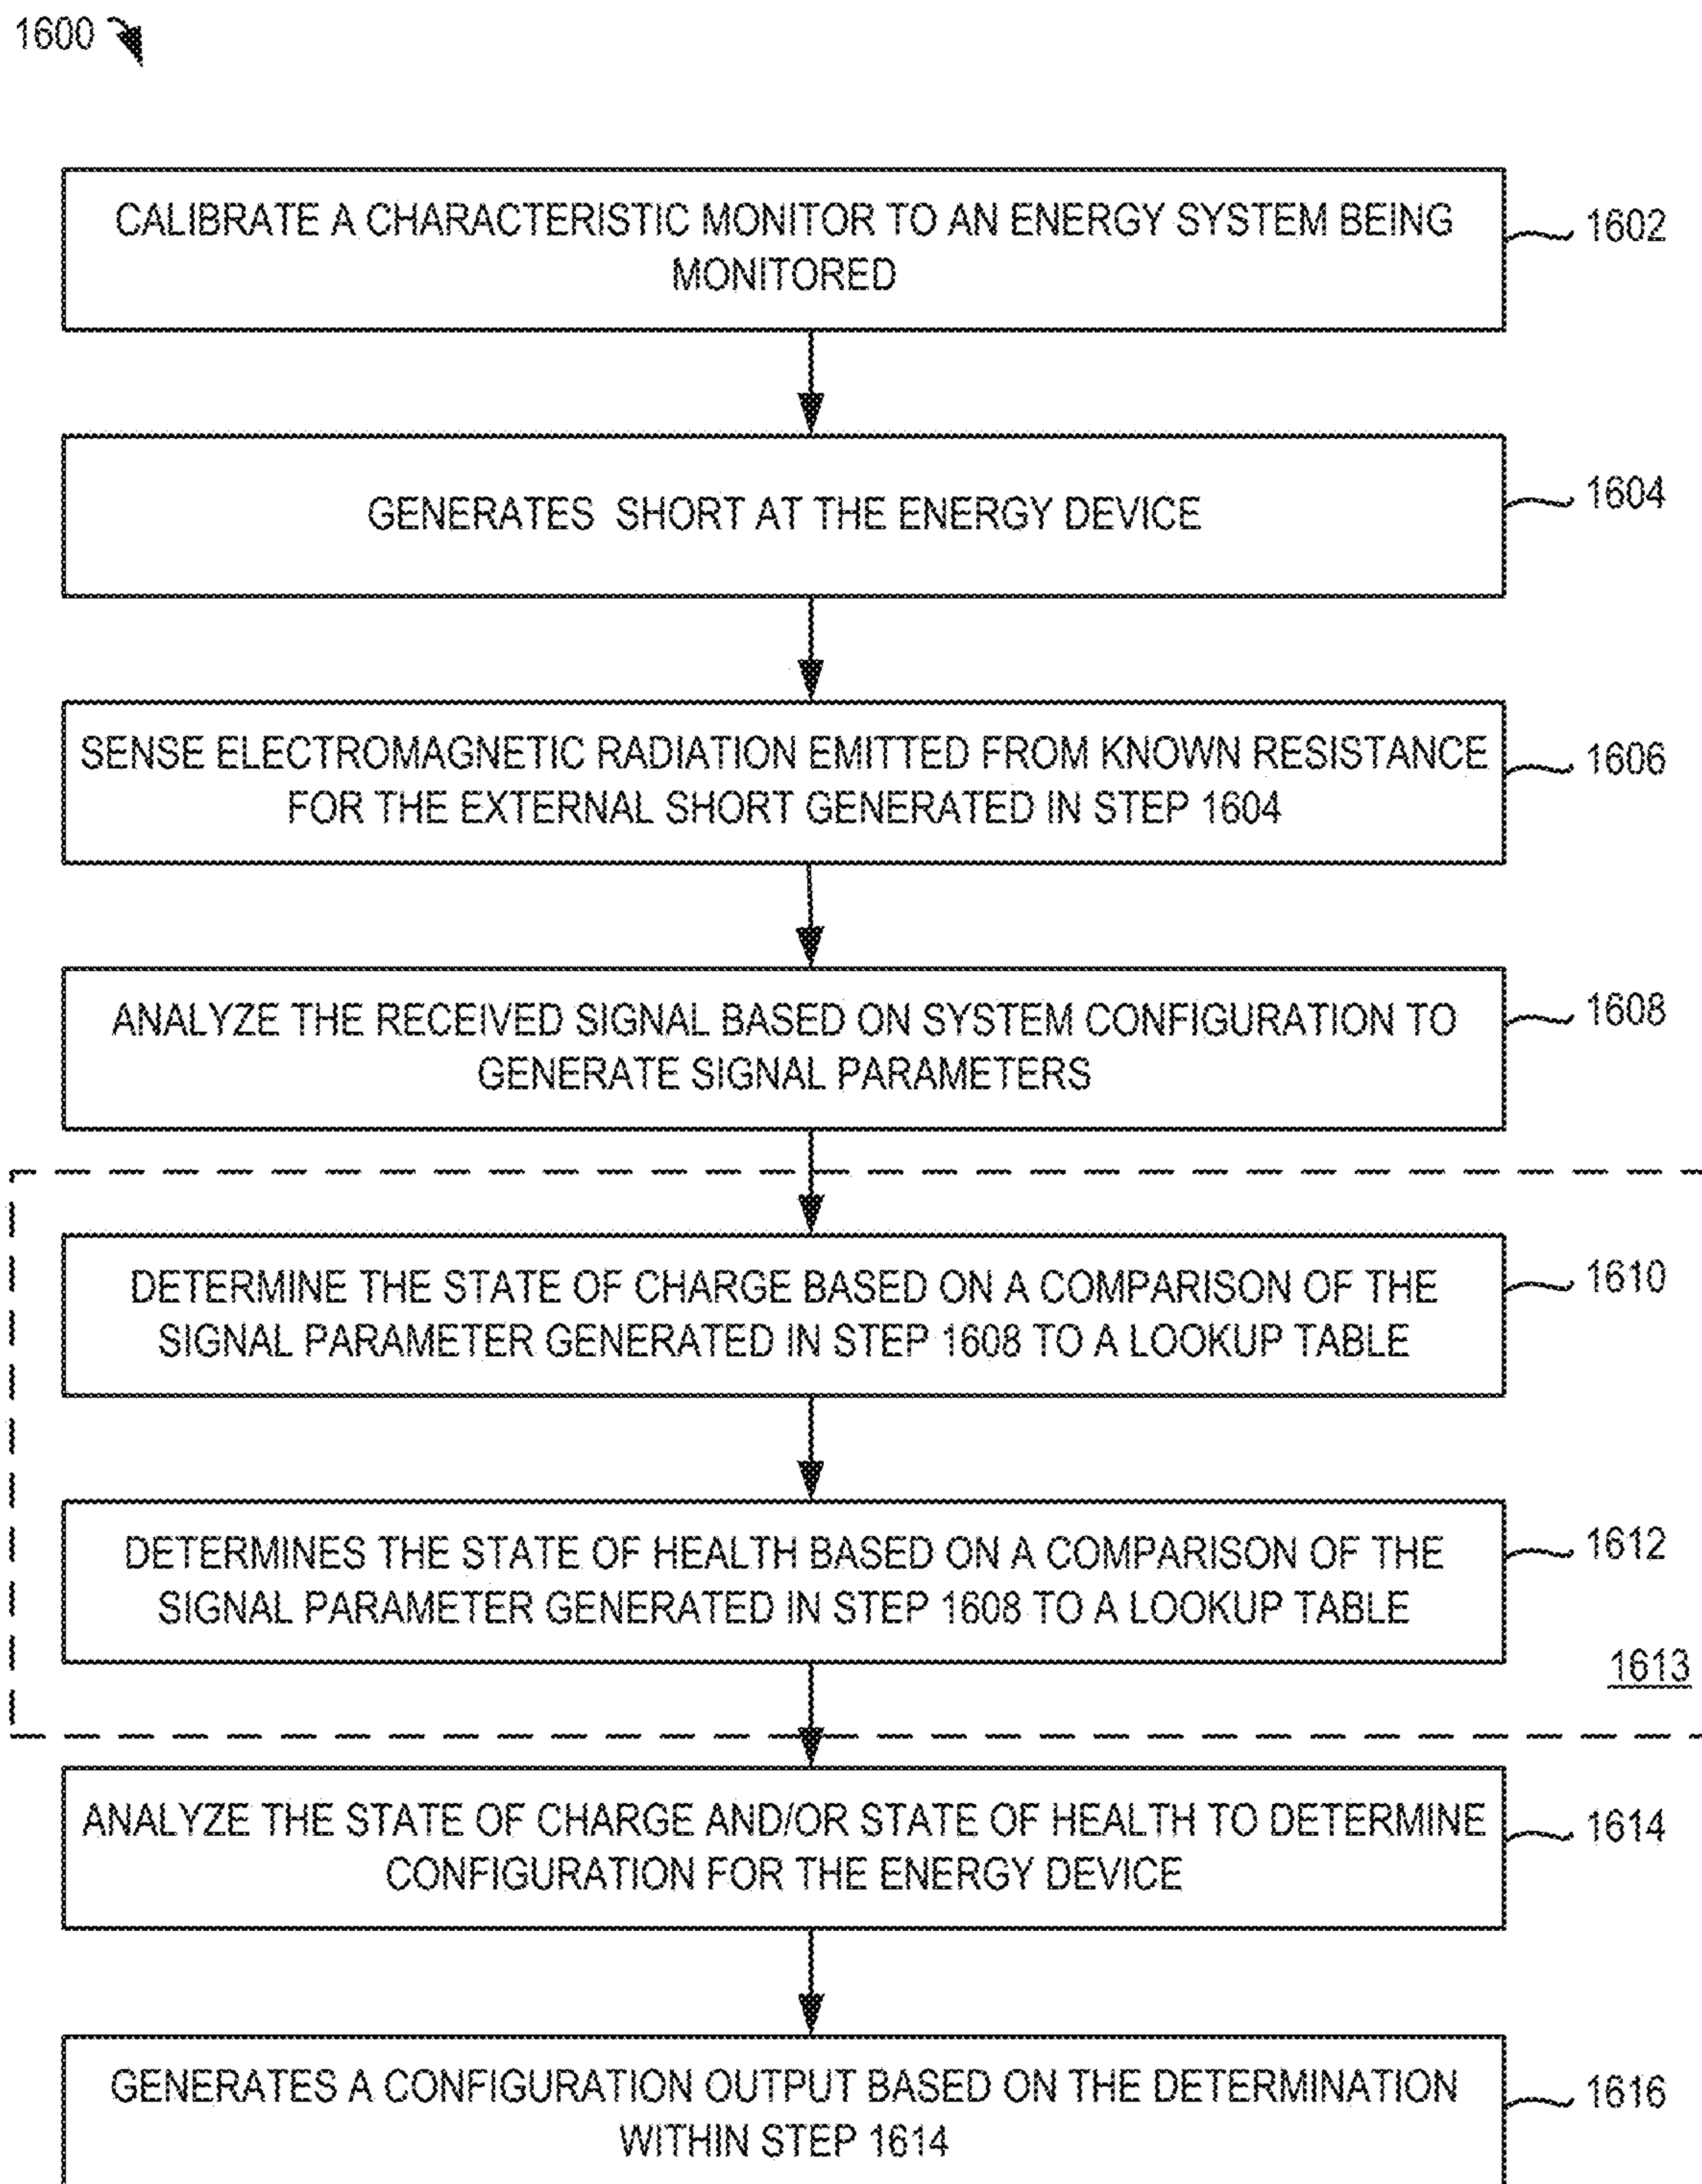 1600
CALIBRATE A CHARACTERISTIC MONITOR TO AN ENERGY SYSTEM BEING
MONITORED
1602
GENERATES SHORT AT THE ENERGY DEVICE
1604
SENSE ELECTROMAGNETIC RADIATION EMITTED FROM KNOWN RESISTANCE
FOR THE EXTERNAL SHORT GENERATED IN STEP 1604
1606
ANALYZE THE RECEIVED SIGNAL BASED ON SYSTEM CONFIGURATION TO
GENERATE SIGNAL PARAMETERS
1608
DETERMINE THE STATE OF CHARGE BASED ON A COMPARISON OF THE
SIGNAL PARAMETER GENERATED IN STEP 1608 TO A LOOKUP TABLE
1610
DETERMINES THE STATE OF HEALTH BASED ON A COMPARISON OF THE
SIGNAL PARAMETER GENERATED IN STEP 1608 TO A LOOKUP TABLE
1612
1613
ANALYZE THE STATE OF CHARGE AND/OR STATE OF HEALTH TO DETERMINE
CONFIGURATION FOR THE ENERGY DEVICE
1614
GENERATES A CONFIGURATION OUTPUT BASED ON THE DETERMINATION
WITHIN STEP 1614
1616